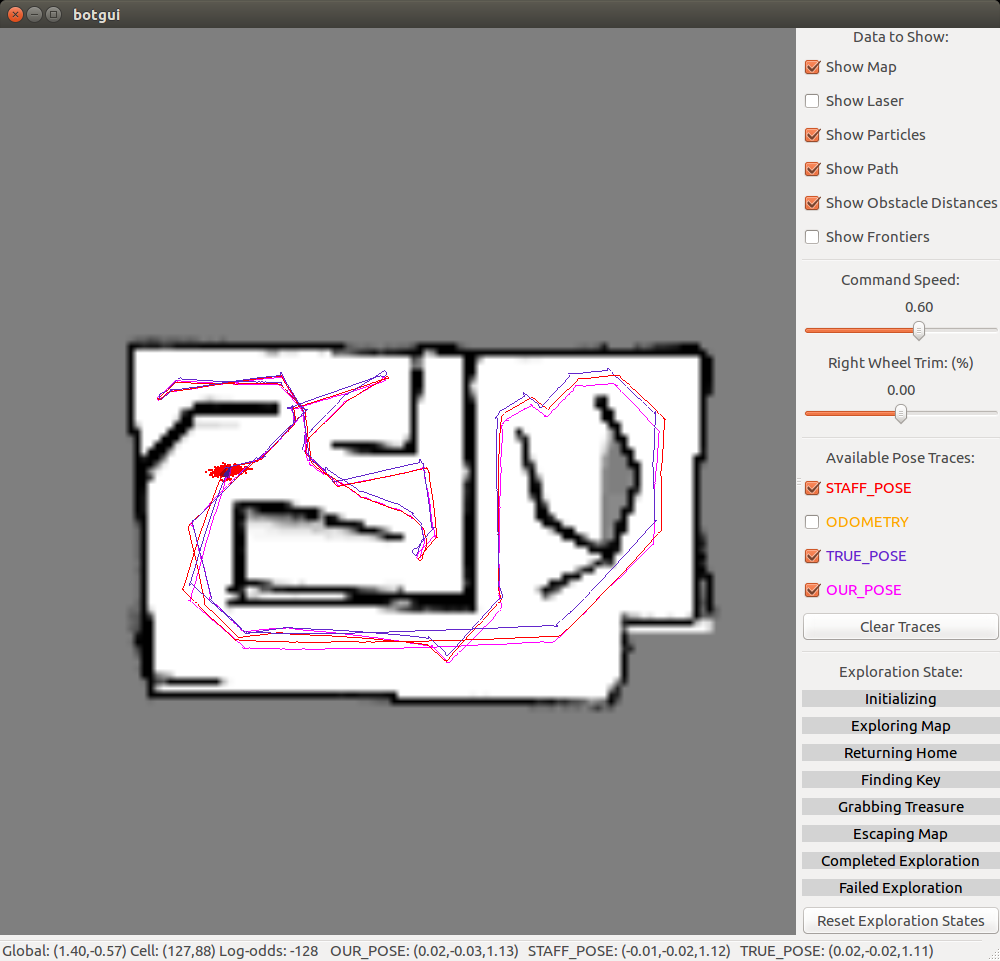 botgui
Data to Show:
Show Map
Show Laser
Show Particles
Show Path
Show Obstacle Distances
Show Frontiers
Command Speed:
0.60
Right Wheel Trim: (%)
0.00
Available Pose Traces:
STAFF_POSE
ODOMETRY
TRUE_POSE
OUR_POSE
Clear Traces
Exploration State:
Initializing
Exploring Map
Returning Home
Finding Key
Grabbing Treasure
Escaping Map
Completed Exploration
Failed Exploration
Reset Exploration States
Global: (1.40,-0.57) Cell: (127,88) Log-odds: -128 OUR_POSE: (0.02,-0.03,1.13) STAFF_POSE: (-0.01,-0.02,1.12) TRUE_POSE: (0.02,-0.02,1.11)